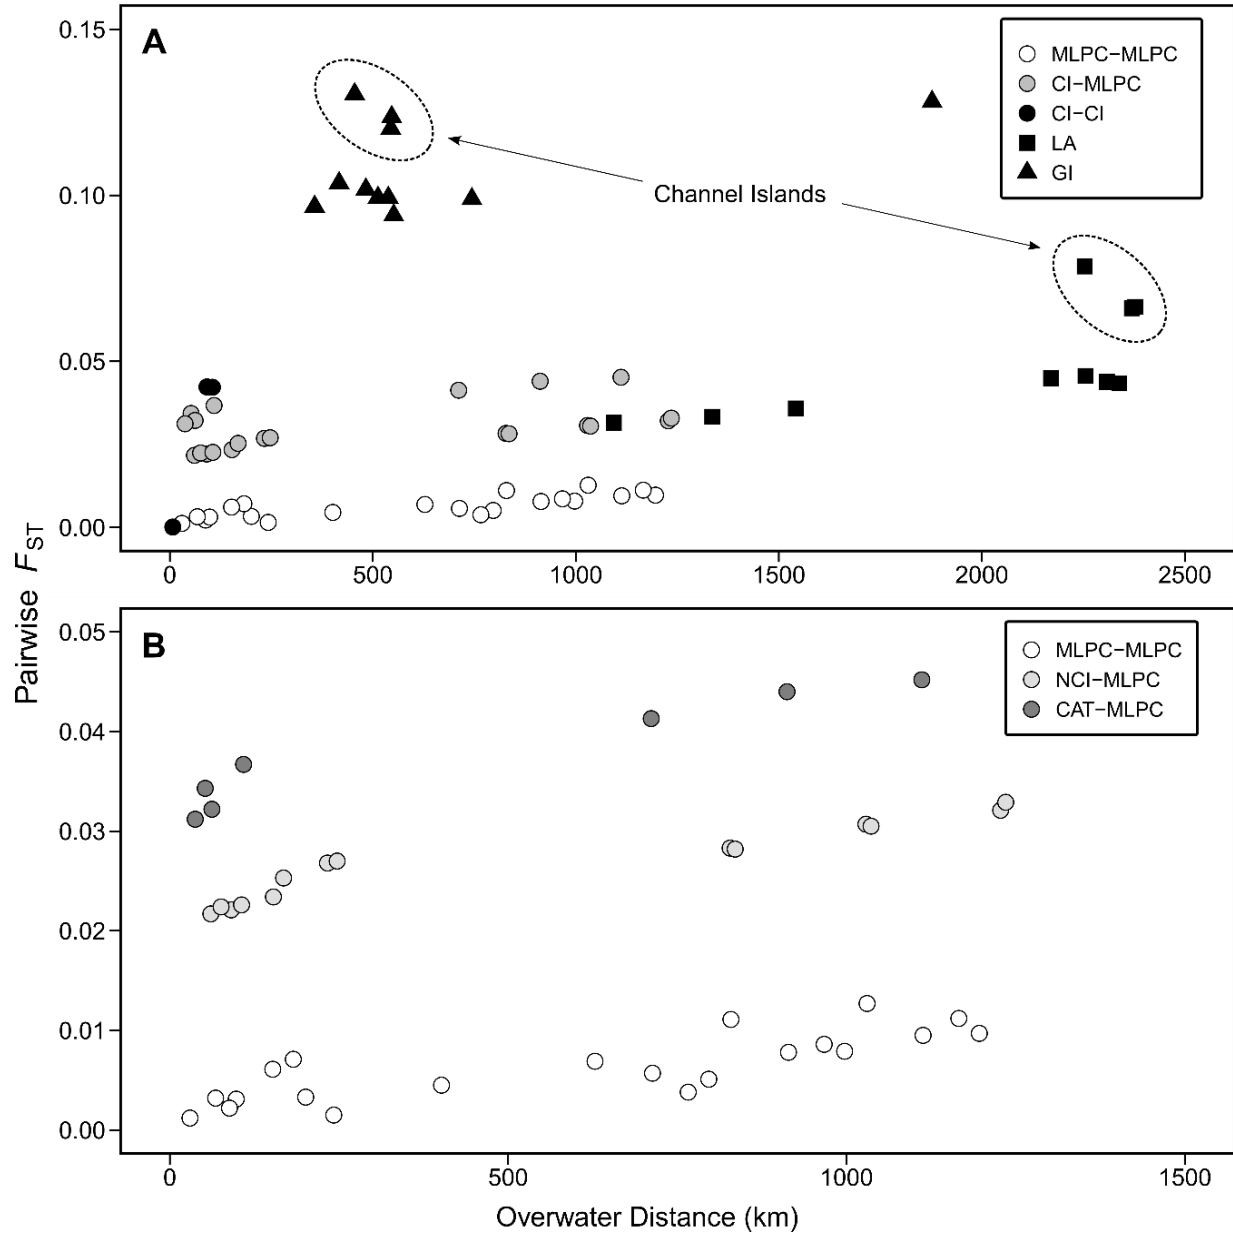 A
0.15
0.10
0.05
0.00
MLPC−MLPC
CI−MLPC
CI−CI
LA
GI
Channel Islands
0 500 1000 1500 2000 2500
Pairwise FST
B
0.05
0.04
0.03
0.02
0.01
0.00
MLPC−MLPC
NCI−MLPC
CAT−MLPC
0 500 1000 1500
Overwater Distance (km)